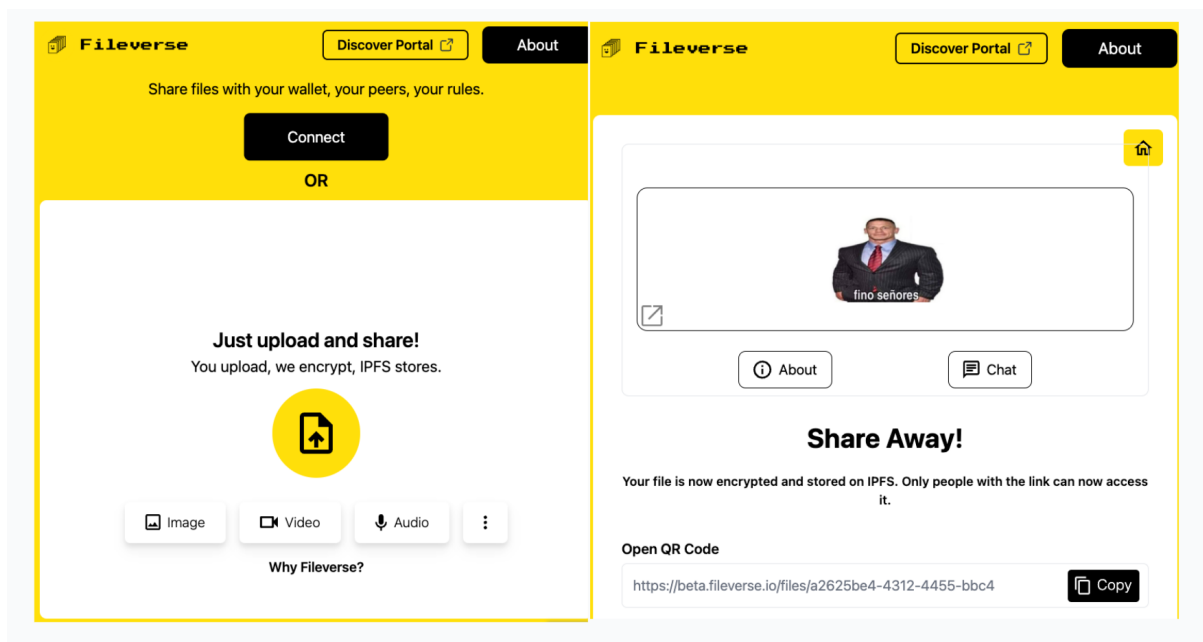 Fileverse
Discover Portal
About
Share files with your wallet, your peers, your rules.
Connect
OR
Just upload and share!
You upload, we encrypt, IPFS stores.
Image
Video
Audio
Why Fileverse?
Fileverse
Discover Portal
About
fino señores
About
Chat
Share Away!
Your file is now encrypted and stored on IPFS. Only people with the link can now access
it.
Open QR Code
https://beta.fileverse.io/files/a2625be4-4312-4455-bbc4
Copy